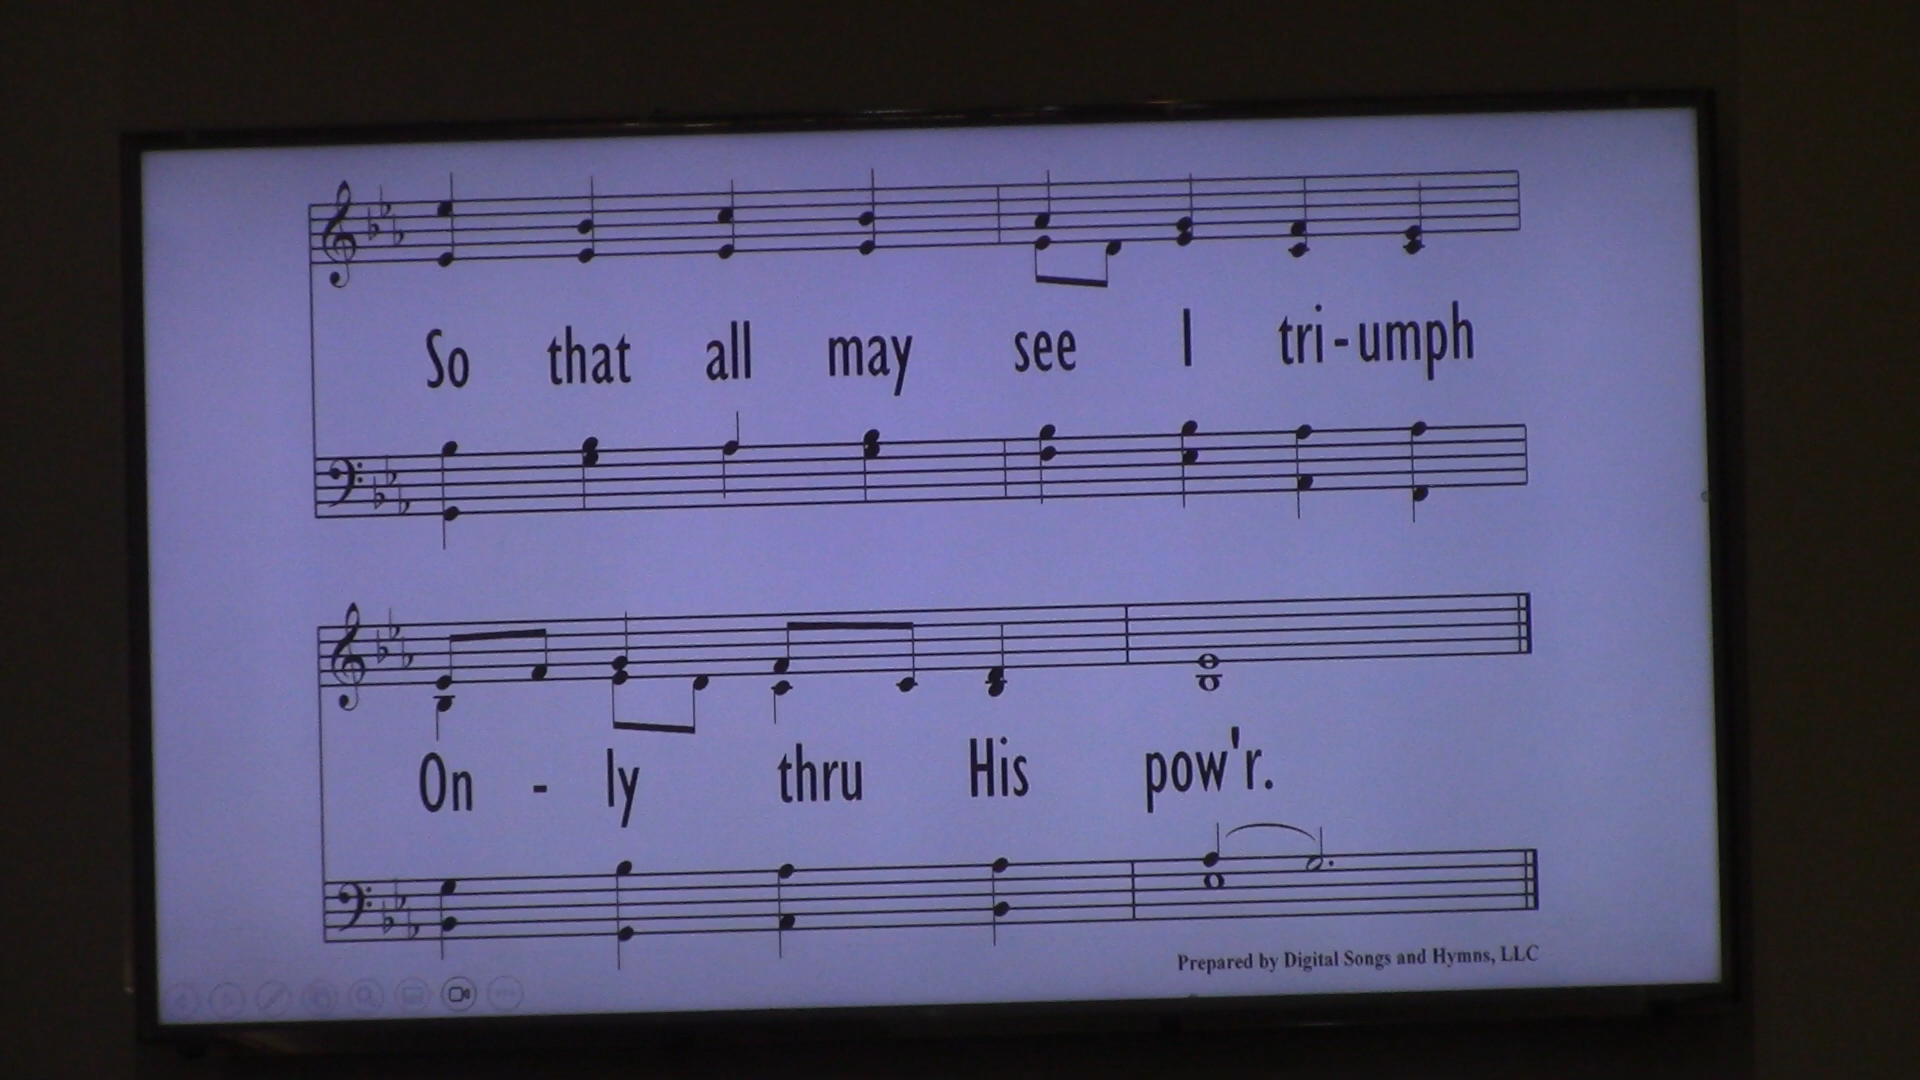 So that all may see I tri-umph
On - ly thru His pow'r.
Prepared by Digital Songs and Hymns, LLC